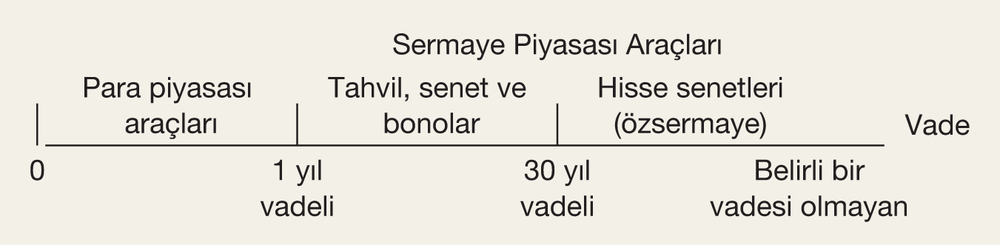 Sermaye Piyasası Araçları
Para piyasası
araçları
Tahvil, senet ve
bonolar
Hisse senetleri
(özsermaye)
Vade
0
1 yıl
vadeli
30 yıl
vadeli
Belirli bir
vadesi olmayan